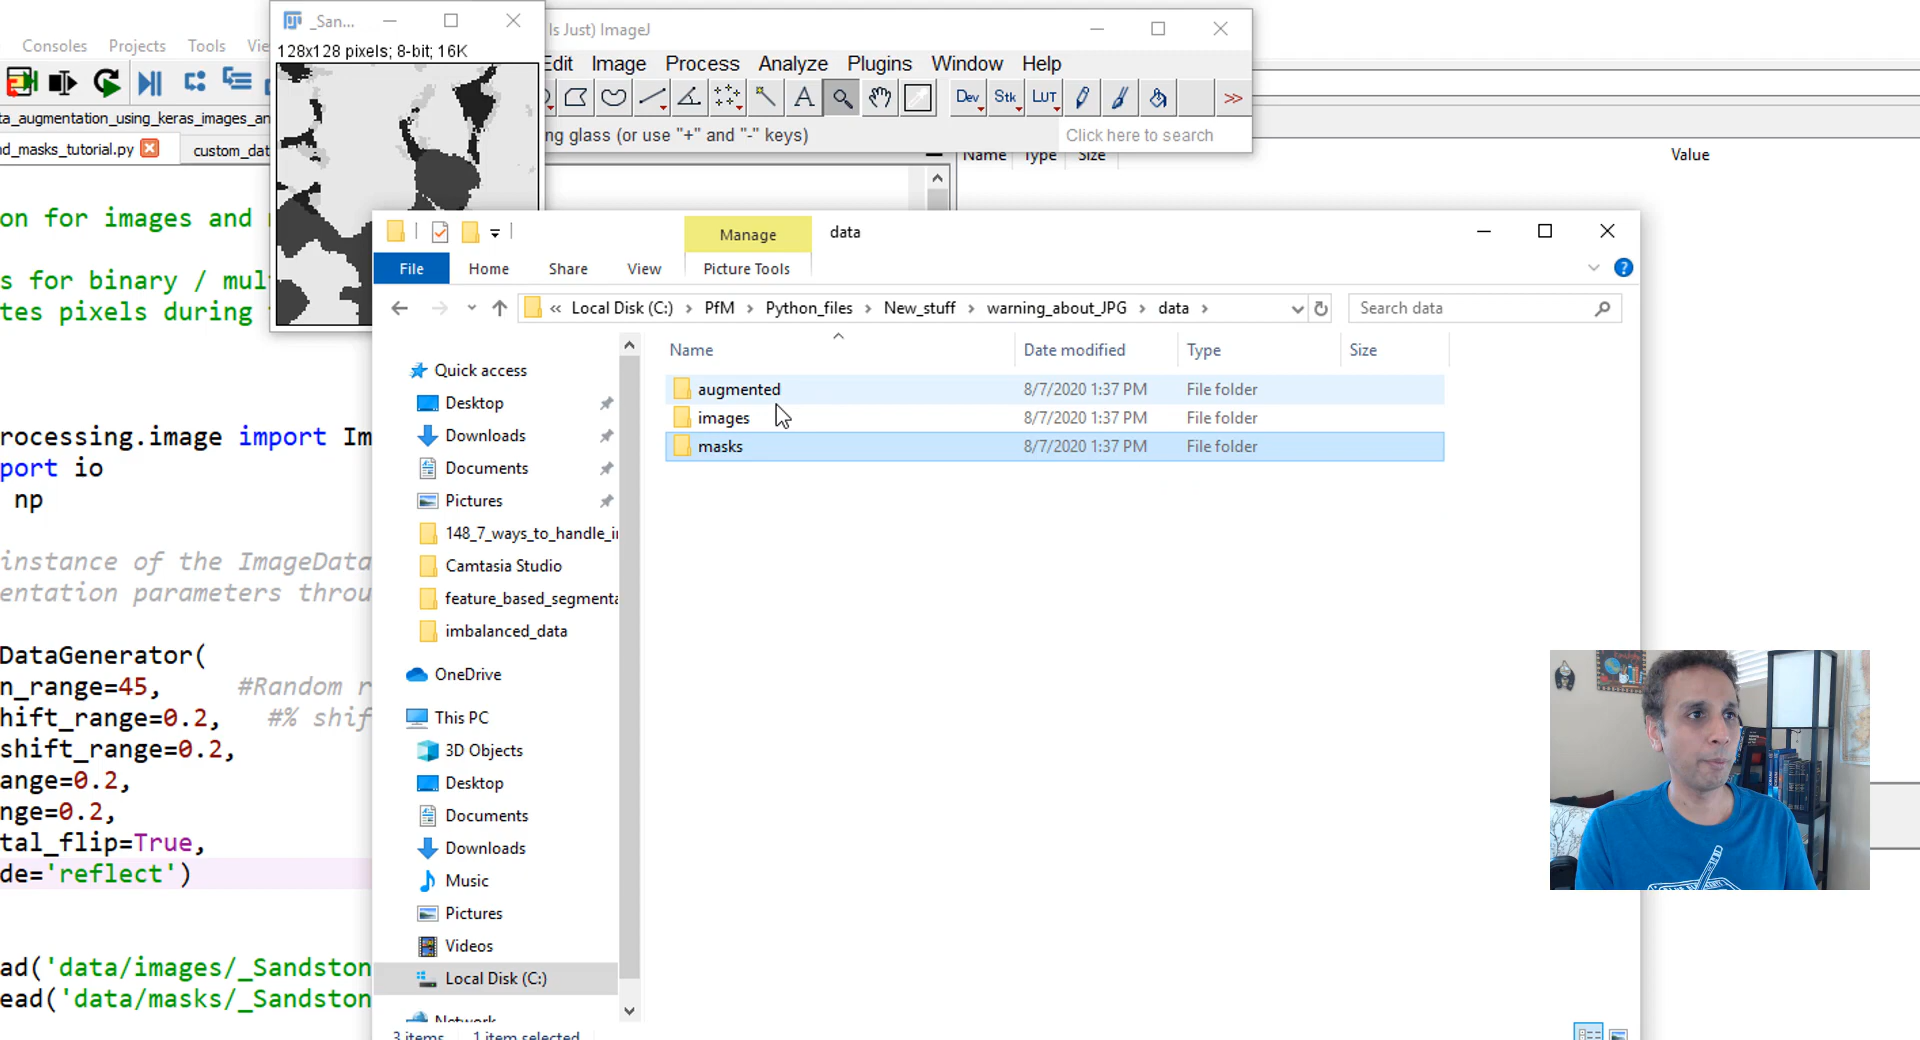 _San...
128x128 pixels; 8-bit; 16K
Is Just) ImageJ
Edit Image Process Analyze Plugins Window Help
Dev Stk LUT >>
ng glass (or use "+" and "-" keys)
Click here to search
Consoles Projects Tools
ta_augmentation_using_keras_images_an
nd_masks_tutorial.py custom_dat
Name Type Size Value
on for images and
s for binary / mul
tes pixels during
rocessing.image import Im
port io
np
instance of the ImageData
entation parameters throu
DataGenerator(
n_range=45, #Random r
hift_range=0.2, #% shif
shift_range=0.2,
ange=0.2,
nge=0.2,
tal_flip=True,
de='reflect')
ad('data/images/_Sandston
ead('data/masks/_Sandston
Manage data
File Home Share View Picture Tools
« Local Disk (C:) > PfM > Python_files > New_stuff > warning_about_JPG > data >
Search data
Name Date modified Type Size
augmented 8/7/2020 1:37 PM File folder
images 8/7/2020 1:37 PM File folder
masks 8/7/2020 1:37 PM File folder
Quick access
Desktop
Downloads
Documents
Pictures
148_7_ways_to_handle_i
Camtasia Studio
feature_based_segmenta
imbalanced_data
OneDrive
This PC
3D Objects
Desktop
Documents
Downloads
Music
Pictures
Videos
Local Disk (C:)
Network
3 items 1 item selected